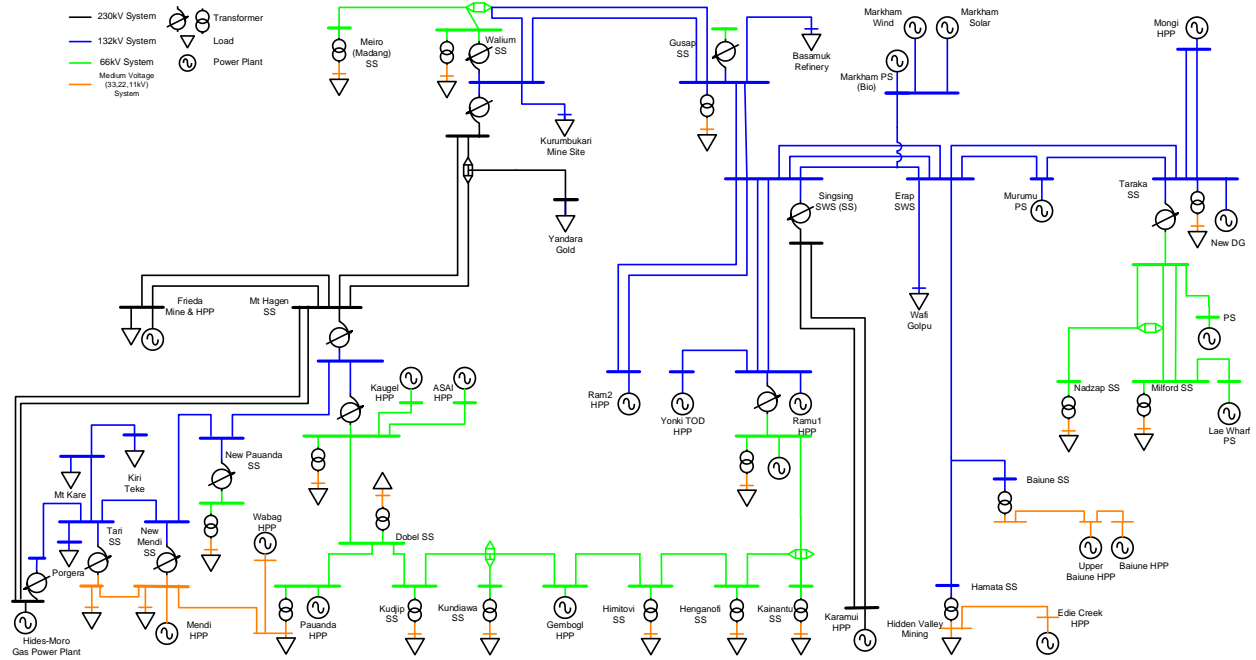 230kV System
Transformer
132kV System
Load
66kV System
Power Plant
Medium Voltage
(33,22,11kV)
System
Meiro
(Madang)
SS
Walium
SS
Gusap
SS
Basamuk
Refinery
Markham
Wind
Markham
Solar
Markham PS
(Bio)
Mongi
HPP
Kurumbukari
Mine Site
Yandara
Gold
Singsing
SWS (SS)
Erap
SWS
Murumu
PS
Taraka
SS
New DG
Frieda
Mine & HPP
Mt Hagen
SS
Wafi
Golpu
PS
Nadzap SS
Milford SS
Lae Wharf
PS
Kaugel
HPP
ASAI
HPP
Ram2
HPP
Yonki TOD
HPP
Ramu1
HPP
New Pauanda
SS
Mt Kare
Kiri
Teke
Tari
SS
New
Mendi
SS
Wabag
HPP
Dobel SS
Baiune SS
Upper
Baiune HPP
Baiune HPP
Porgera
Hides-Moro
Gas Power Plant
Mendi
HPP
Pauanda
HPP
Kudjip
SS
Kundiawa
SS
Gembogl
HPP
Himitovi
SS
Henganofi
SS
Kainantu
SS
Karamui
HPP
Hamata SS
Hidden Valley
Mining
Edie Creek
HPP